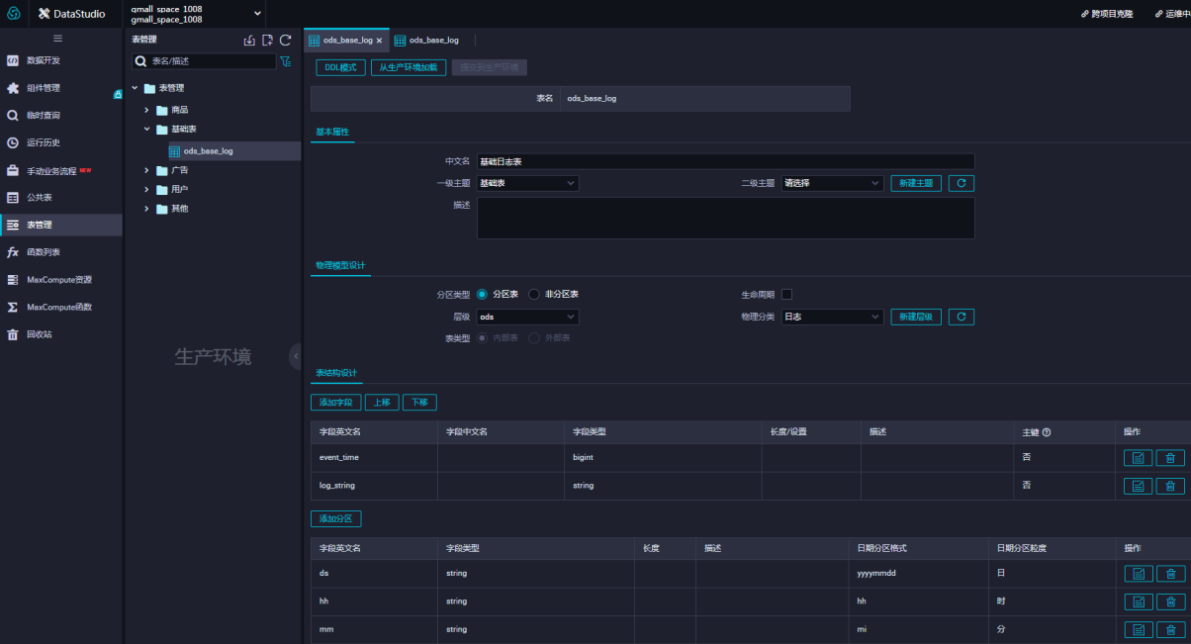 DataStudio
gmall_space_1008
gmall_space_1008
跨项目克隆
运维中
数据开发
组件管理
临时查询
运行历史
手动业务流程 NEW
公共表
表管理
函数列表
MaxCompute资源
MaxCompute函数
回收站
表管理
表名/描述
表管理
商品
基础表
ods_base_log
广告
用户
其他
生产环境
ods_base_log ×
ods_base_log
DDL模式 从生产环境加载 提交到生产环境
表名 ods_base_log
基本属性
中文名 基础日志表
一级主题 基础表 二级主题 请选择 新建主题
描述
物理模型设计
分区类型 分区表 非分区表 生命周期
层级 ods 物理分类 日志 新建层级
表类型 内部表 外部表
表结构设计
添加字段 上移 下移
字段英文名 字段中文名 字段类型 长度/设置 描述 主键 操作
event_time bigint 否
log_string string 否
添加分区
字段英文名 字段类型 长度 描述 日期分区格式 日期分区粒度 操作
ds string yyyymmdd 日
hh string hh 时
mm string mi 分